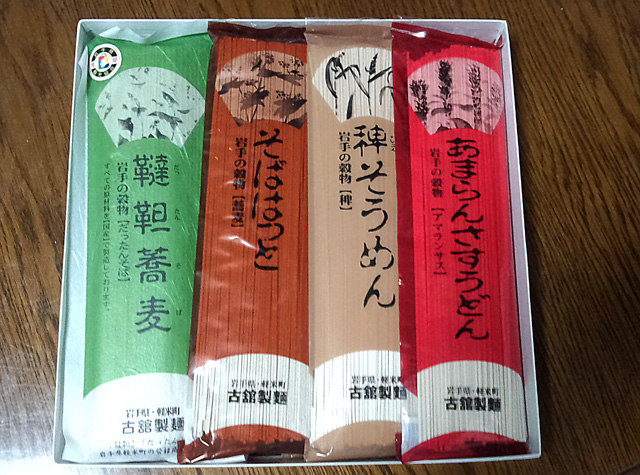 韃靼蕎麦
だっ
たん
そ
ば
岩手の穀物【だったんそば】
すべての原材料を【国産】で製造しております。
岩手県・軽米町
古舘製麺
そばはっと
岩手の穀物【蕎麦】
岩手県・軽米町
古舘製麺
稗そうめん
岩手の穀物【稗】
岩手県・軽米町
古舘製麺
あまらんさすうどん
岩手の穀物【アマランサス】
岩手県・軽米町
古舘製麺